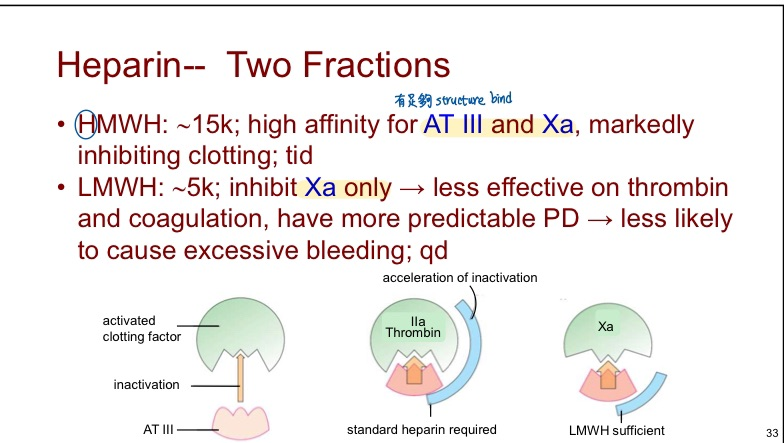 Heparin--  Two Fractions
有足夠 structure bind
• HMWH: ~15k; high affinity for AT III and Xa, markedly
inhibiting clotting; tid
• LMWH: ~5k; inhibit Xa only → less effective on thrombin
and coagulation, have more predictable PD → less likely
to cause excessive bleeding; qd
acceleration of inactivation
activated
clotting factor
IIa
Thrombin
Xa
inactivation
AT III
standard heparin required
LMWH sufficient
33